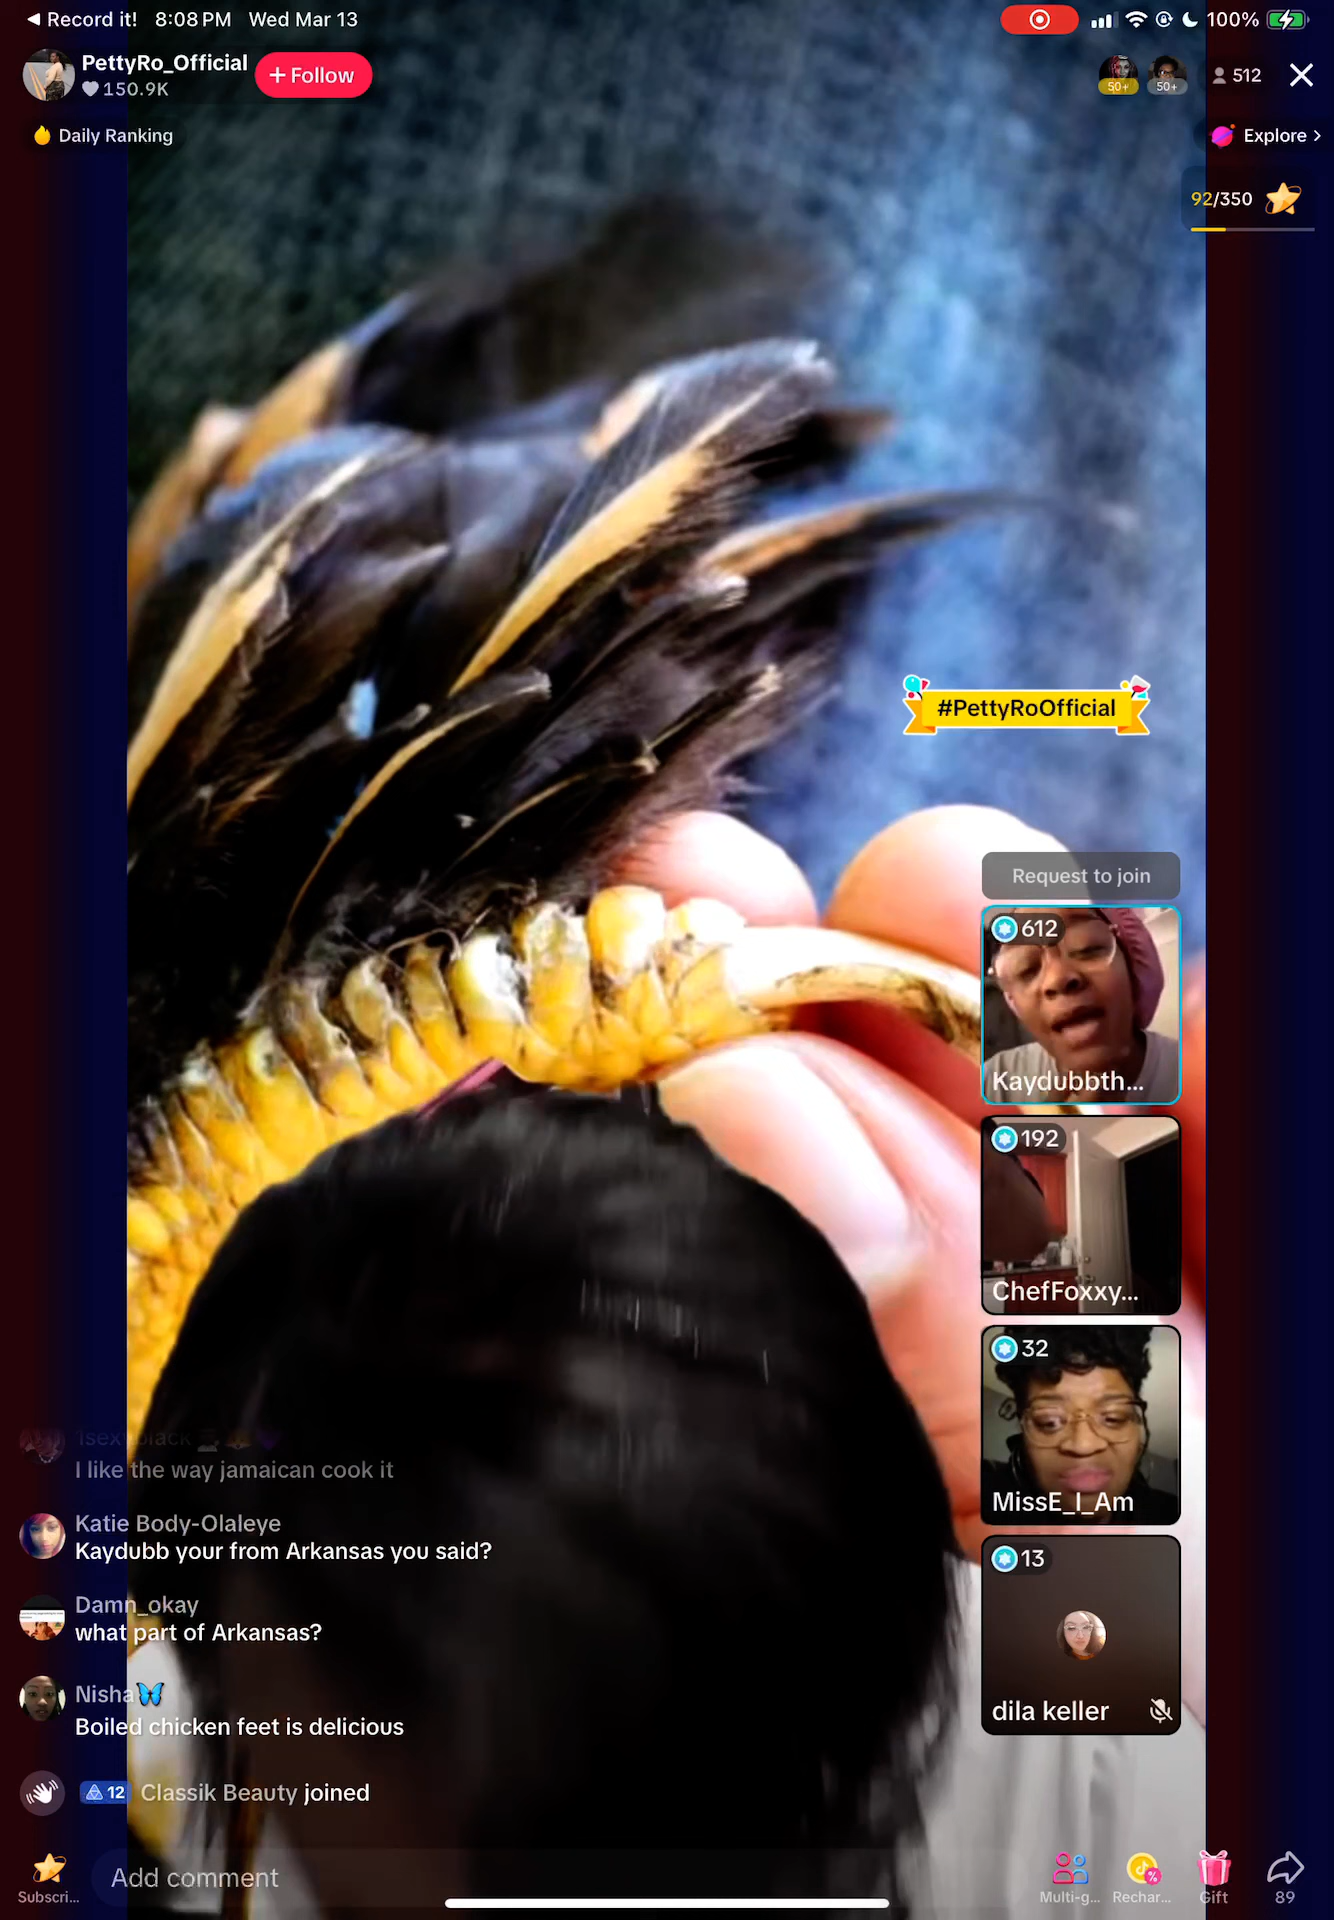 ◀ Record it! 8:08 PM Wed Mar 13 100%
PettyRo_Official
150.9K
+ Follow
50+ 50+ 512
Daily Ranking
Explore >
92/350
#PettyRoOfficial
Request to join
612
Kaydubbth...
192
ChefFoxxy...
32
MissE_I_Am
13
dila keller
I like the way jamaican cook it
Katie Body-Olaleye
Kaydubb your from Arkansas you said?
Damn_okay
what part of Arkansas?
Nisha🦋
Boiled chicken feet is delicious
12 Classik Beauty joined
Add comment
Subscri... Multi-g... Rechar... Gift 89